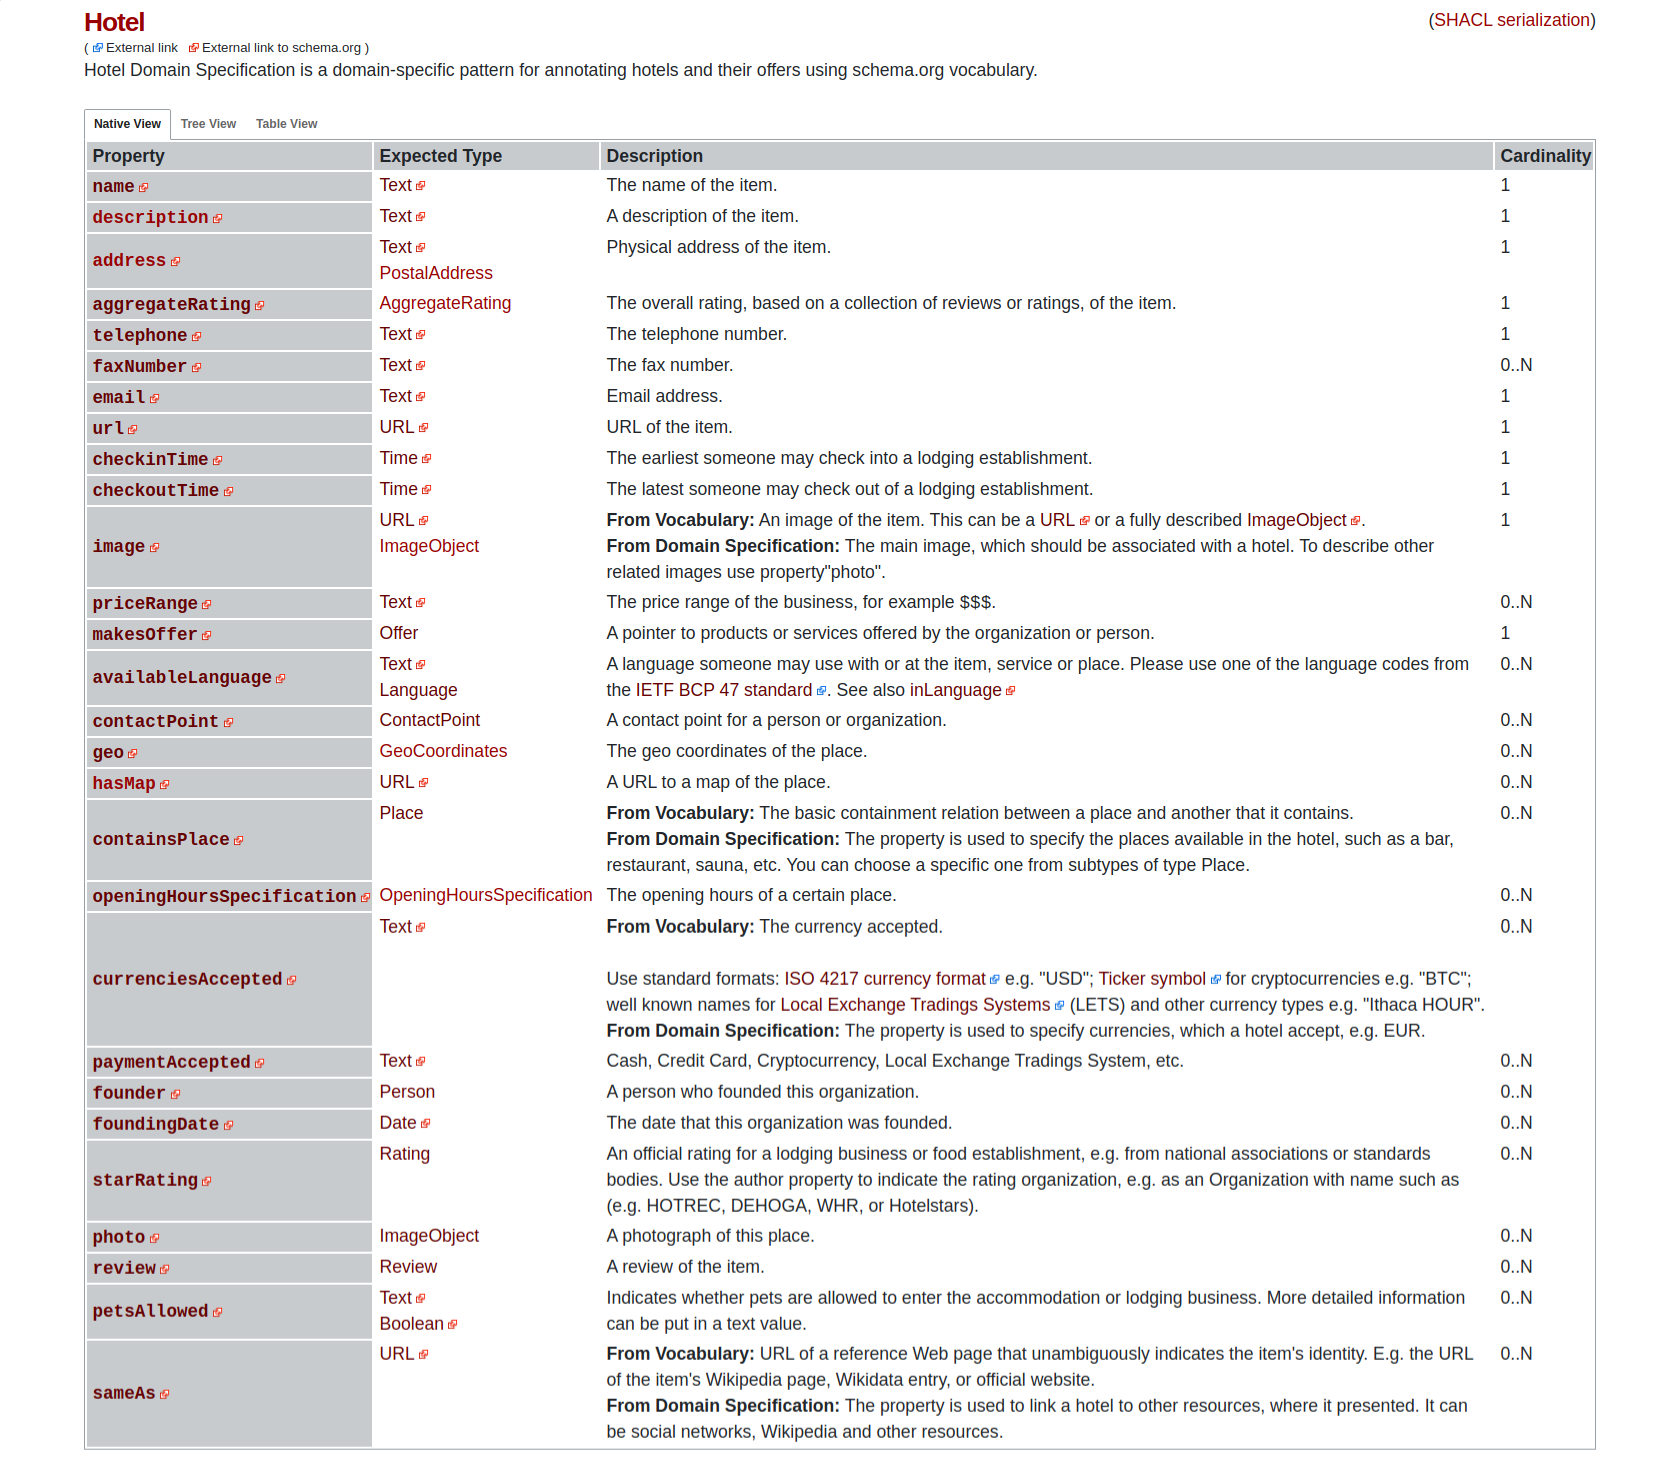 Hotel
(SHACL serialization)
( External link External link to schema.org )
Hotel Domain Specification is a domain-specific pattern for annotating hotels and their offers using schema.org vocabulary.
Native View Tree View Table View
Property Expected Type Description Cardinality
name Text The name of the item. 1
description Text A description of the item. 1
address Text Physical address of the item. 1
PostalAddress
aggregateRating AggregateRating The overall rating, based on a collection of reviews or ratings, of the item. 1
telephone Text The telephone number. 1
faxNumber Text The fax number. 0..N
email Text Email address. 1
url URL URL of the item. 1
checkinTime Time The earliest someone may check into a lodging establishment. 1
checkoutTime Time The latest someone may check out of a lodging establishment. 1
image URL From Vocabulary: An image of the item. This can be a URL or a fully described ImageObject . 1
ImageObject From Domain Specification: The main image, which should be associated with a hotel. To describe other
related images use property"photo".
priceRange Text The price range of the business, for example $$$. 0..N
makesOffer Offer A pointer to products or services offered by the organization or person. 1
availableLanguage Text A language someone may use with or at the item, service or place. Please use one of the language codes from 0..N
Language the IETF BCP 47 standard . See also inLanguage
contactPoint ContactPoint A contact point for a person or organization. 0..N
geo GeoCoordinates The geo coordinates of the place. 0..N
hasMap URL A URL to a map of the place. 0..N
containsPlace Place From Vocabulary: The basic containment relation between a place and another that it contains. 0..N
From Domain Specification: The property is used to specify the places available in the hotel, such as a bar,
restaurant, sauna, etc. You can choose a specific one from subtypes of type Place.
openingHoursSpecification OpeningHoursSpecification The opening hours of a certain place. 0..N
currenciesAccepted Text From Vocabulary: The currency accepted. 0..N
Use standard formats: ISO 4217 currency format e.g. "USD"; Ticker symbol for cryptocurrencies e.g. "BTC";
well known names for Local Exchange Tradings Systems (LETS) and other currency types e.g. "Ithaca HOUR".
From Domain Specification: The property is used to specify currencies, which a hotel accept, e.g. EUR.
paymentAccepted Text Cash, Credit Card, Cryptocurrency, Local Exchange Tradings System, etc. 0..N
founder Person A person who founded this organization. 0..N
foundingDate Date The date that this organization was founded. 0..N
starRating Rating An official rating for a lodging business or food establishment, e.g. from national associations or standards 0..N
bodies. Use the author property to indicate the rating organization, e.g. as an Organization with name such as
(e.g. HOTREC, DEHOGA, WHR, or Hotelstars).
photo ImageObject A photograph of this place. 0..N
review Review A review of the item. 0..N
petsAllowed Text Indicates whether pets are allowed to enter the accommodation or lodging business. More detailed information 0..N
Boolean can be put in a text value.
sameAs URL From Vocabulary: URL of a reference Web page that unambiguously indicates the item's identity. E.g. the URL 0..N
of the item's Wikipedia page, Wikidata entry, or official website.
From Domain Specification: The property is used to link a hotel to other resources, where it presented. It can
be social networks, Wikipedia and other resources.